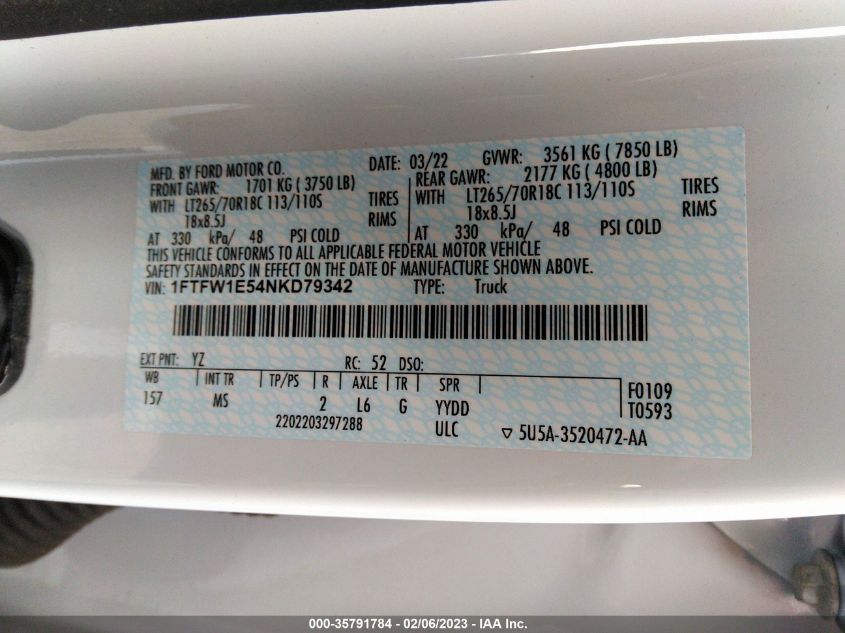 MFD. BY FORD MOTOR CO. DATE: 03/22 GVWR: 3561 KG ( 7850 LB)
FRONT GAWR: 1701 KG ( 3750 LB) REAR GAWR: 2177 KG ( 4800 LB)
WITH LT265/70R18C 113/110S TIRES WITH LT265/70R18C 113/110S TIRES
18x8.5J RIMS 18x8.5J RIMS
AT 330 kPa/ 48 PSI COLD AT 330 kPa/ 48 PSI COLD
THIS VEHICLE CONFORMS TO ALL APPLICABLE FEDERAL MOTOR VEHICLE
SAFETY STANDARDS IN EFFECT ON THE DATE OF MANUFACTURE SHOWN ABOVE.
VIN: 1FTFW1E54NKD79342 TYPE: Truck
EXT PNT: YZ RC: 52 DSO:
WB INT TR TP/PS R AXLE TR SPR F0109
157 MS 2 L6 G YYDD T0593
2202203297288 ULC ▽ 5U5A-3520472-AA
000-35791784 - 02/06/2023 - IAA Inc.